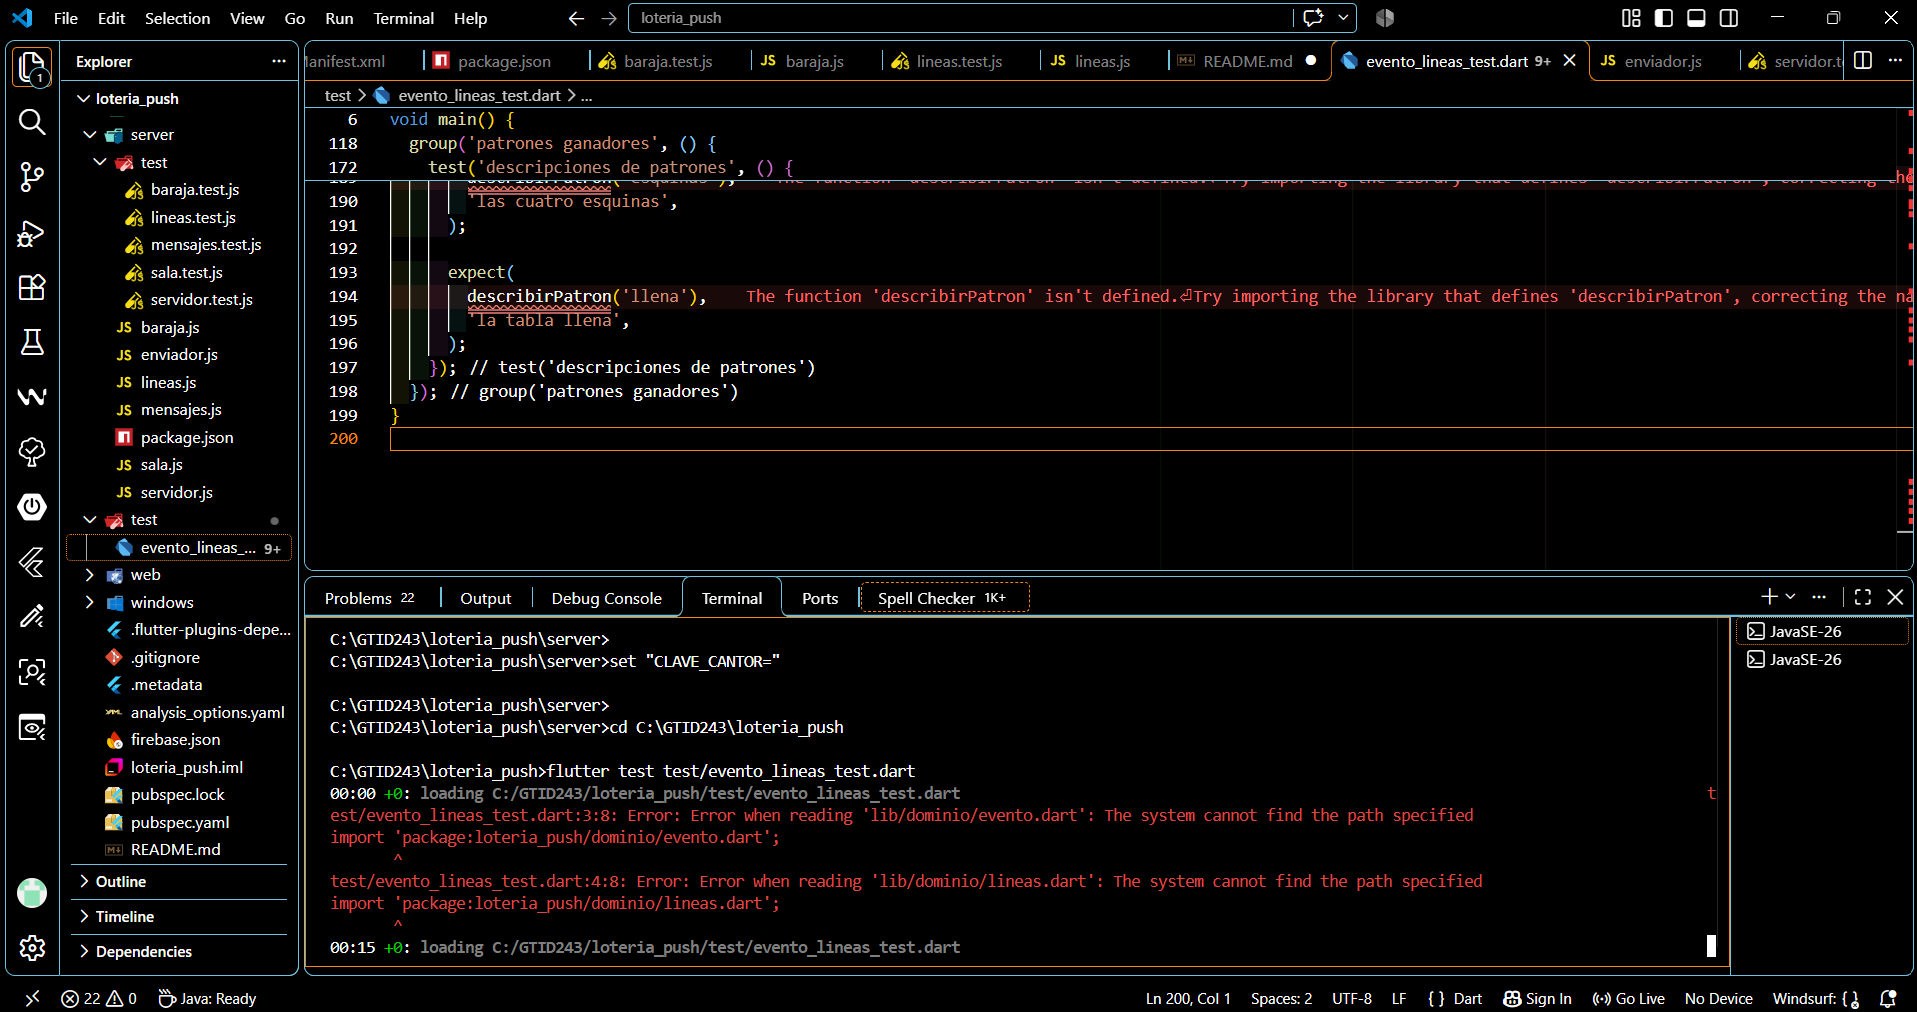 File Edit Selection View Go Run Terminal Help
loteria_push
Explorer
loteria_push
server
test
baraja.test.js
lineas.test.js
mensajes.test.js
sala.test.js
servidor.test.js
baraja.js
enviador.js
lineas.js
mensajes.js
package.json
sala.js
servidor.js
test
evento_lineas_... 9+
web
windows
.flutter-plugins-depe...
.gitignore
.metadata
analysis_options.yaml
firebase.json
loteria_push.iml
pubspec.lock
pubspec.yaml
README.md
Outline
Timeline
Dependencies
anifest.xml package.json baraja.test.js JS baraja.js lineas.test.js JS lineas.js README.md evento_lineas_test.dart 9+ JS enviador.js servidor.t
test > evento_lineas_test.dart > ...
6 void main() {
118 group('patrones ganadores', () {
172 test('descripciones de patrones', () {
190 'las cuatro esquinas',
191 );
192
193 expect(
194 describirPatron('llena'), The function 'describirPatron' isn't defined.⏎Try importing the library that defines 'describirPatron', correcting the na
195 'la tabla llena',
196 );
197 }); // test('descripciones de patrones')
198 }); // group('patrones ganadores')
199 }
200
Problems 22 Output Debug Console Terminal Ports Spell Checker 1K+
C:\GTID243\loteria_push\server>
C:\GTID243\loteria_push\server>set "CLAVE_CANTOR="
C:\GTID243\loteria_push\server>
C:\GTID243\loteria_push\server>cd C:\GTID243\loteria_push
C:\GTID243\loteria_push>flutter test test/evento_lineas_test.dart
00:00 +0: loading C:/GTID243/loteria_push/test/evento_lineas_test.dart t
est/evento_lineas_test.dart:3:8: Error: Error when reading 'lib/dominio/evento.dart': The system cannot find the path specified
import 'package:loteria_push/dominio/evento.dart';
^
test/evento_lineas_test.dart:4:8: Error: Error when reading 'lib/dominio/lineas.dart': The system cannot find the path specified
import 'package:loteria_push/dominio/lineas.dart';
^
00:15 +0: loading C:/GTID243/loteria_push/test/evento_lineas_test.dart
JavaSE-26
JavaSE-26
22 0 Java: Ready Ln 200, Col 1 Spaces: 2 UTF-8 LF {} Dart Sign In Go Live No Device Windsurf: {}